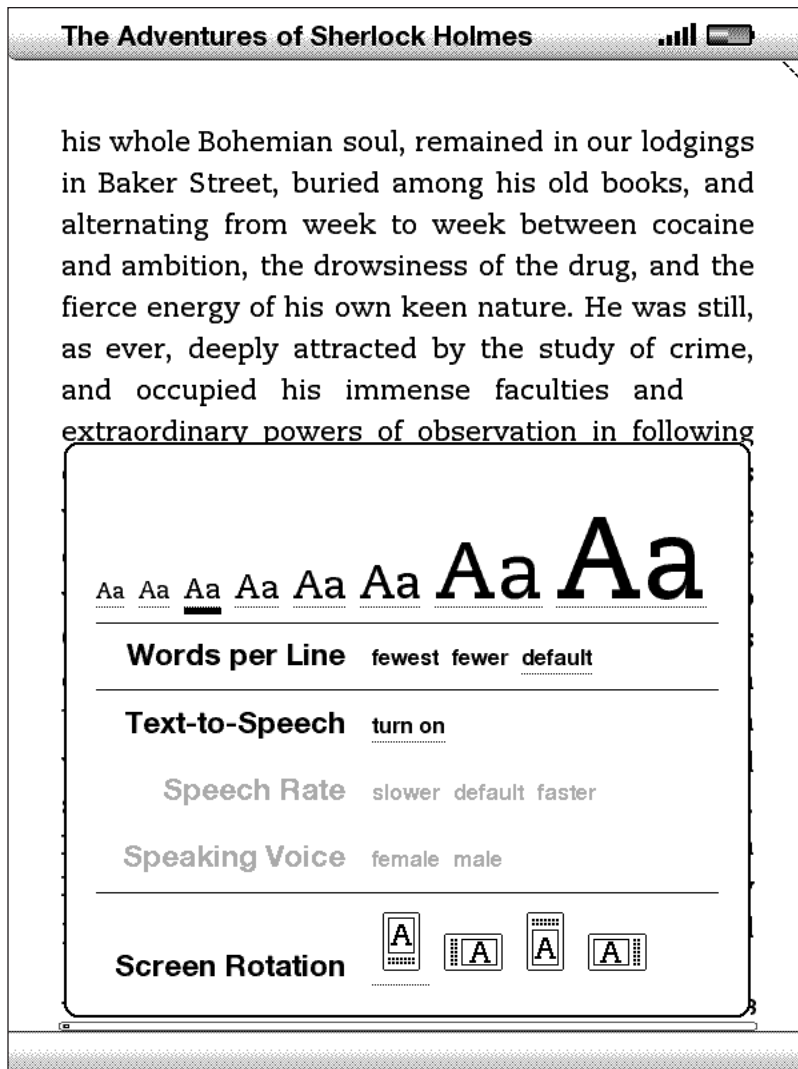 The Adventures of Sherlock Holmes
his whole Bohemian soul, remained in our lodgings
in Baker Street, buried among his old books, and
alternating from week to week between cocaine
and ambition, the drowsiness of the drug, and the
fierce energy of his own keen nature. He was still,
as ever, deeply attracted by the study of crime,
and occupied his immense faculties and
extraordinary powers of observation in following
Aa Aa Aa Aa Aa Aa Aa Aa
Words per Line fewest fewer default
Text-to-Speech turn on
Speech Rate slower default faster
Speaking Voice female male
Screen Rotation A A A A